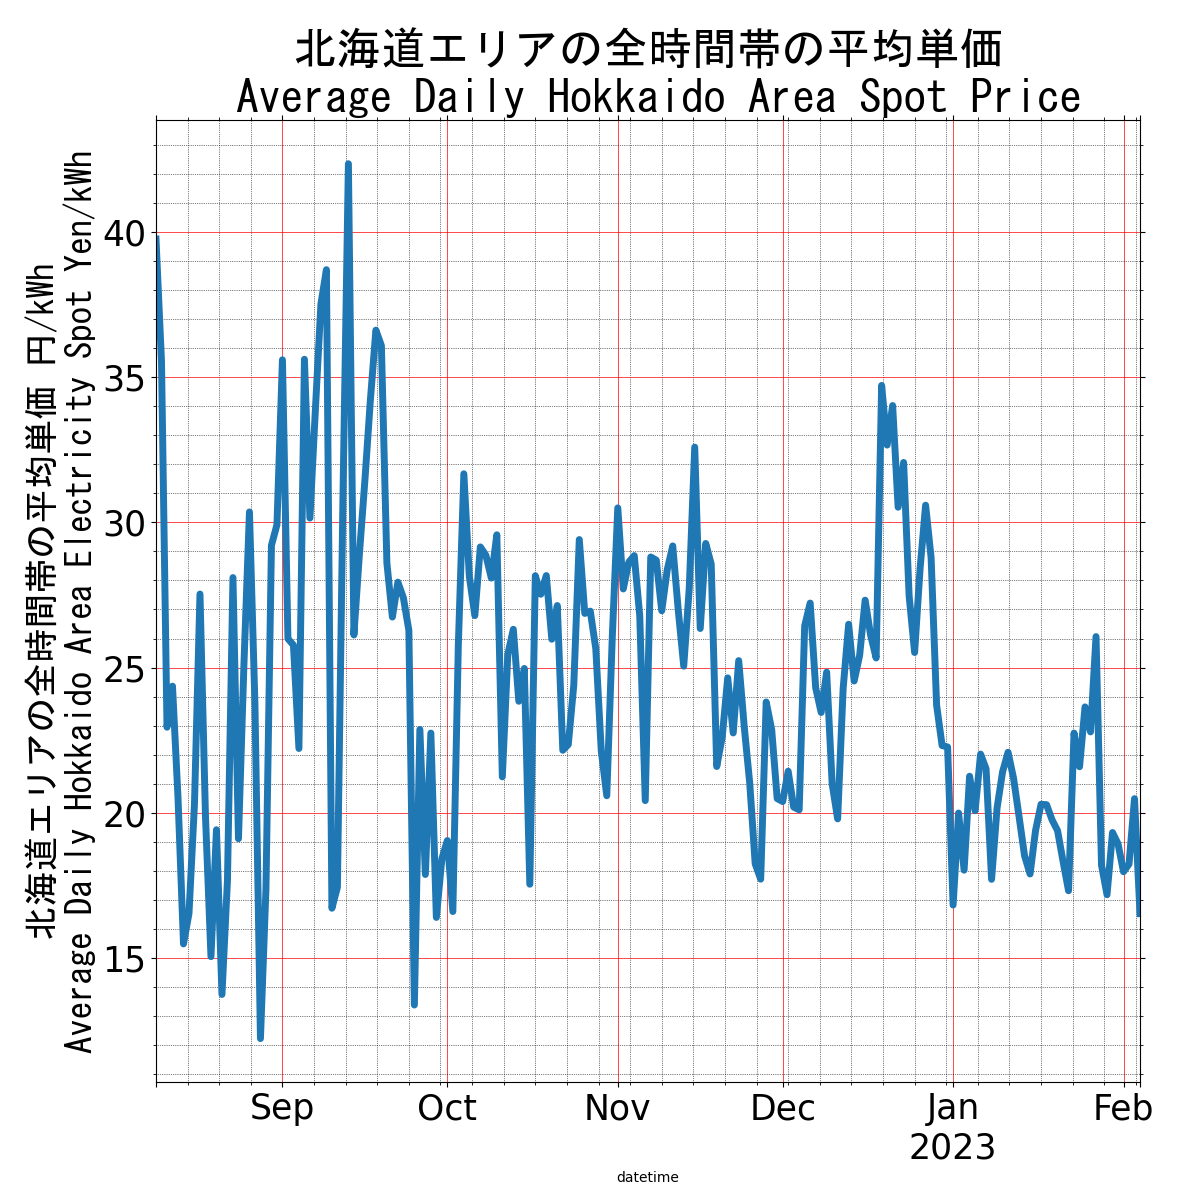 北海道エリアの全時間帯の平均単価
Average Daily Hokkaido Area Spot Price
北海道エリアの全時間帯の平均単価 円/kWh
Average Daily Hokkaido Area Electricity Spot Yen/kWh
40
35
30
25
20
15
Sep Oct Nov Dec Jan Feb
2023
datetime